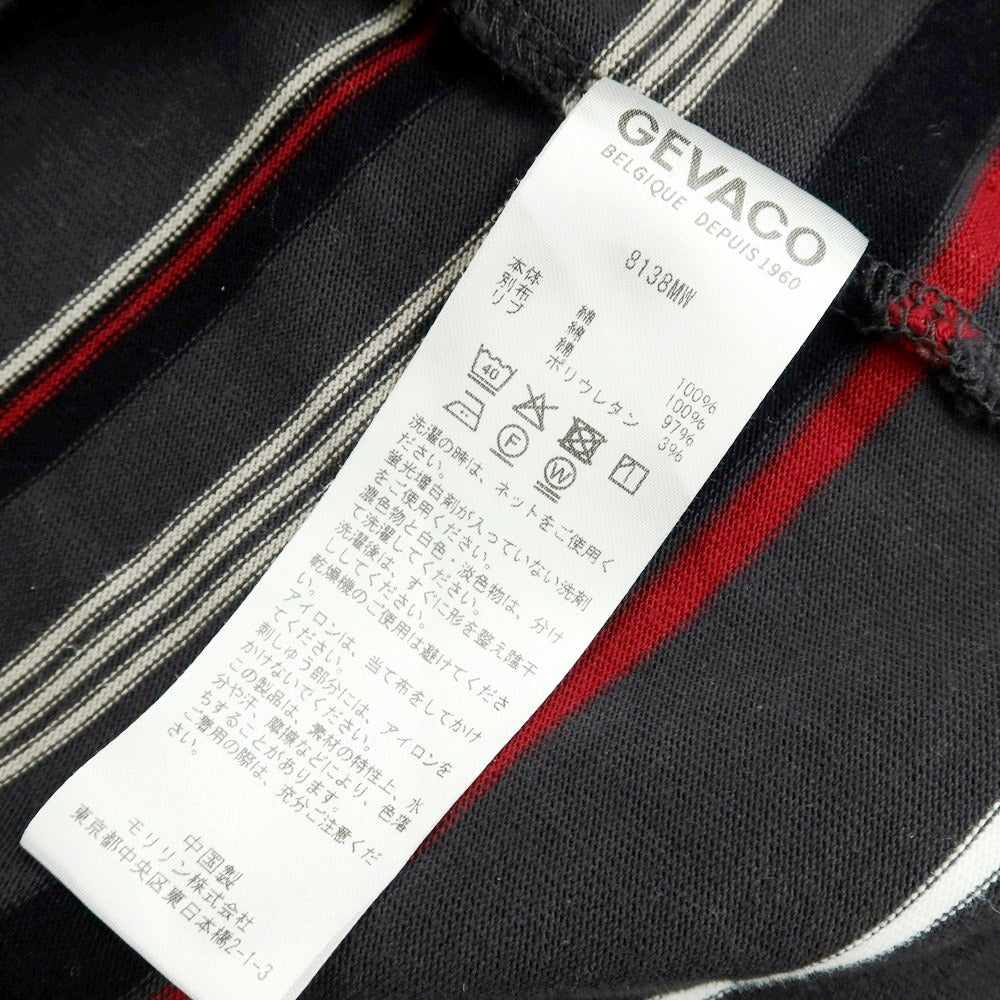 GEVACO
BELGIQUE DEPUIS 1960
8138MW
本体 綿 100%
別布 綿 100%
リブ 綿 97%
ポリウレタン 3%
40
F
W
洗濯の時は、ネットをご使用く
ださい。
蛍光増白剤が入っていない洗剤
をご使用ください。
濃色物と白色・淡色物は、分け
て洗濯してください。
洗濯後は、すぐに形を整え陰干
ししてください。
乾燥機のご使用は避けてくださ
い。
アイロンは、当て布をしてかけ
てください。
刺しゅう部分には、アイロンを
かけないでください。
この製品は、素材の特性上、水
分や汗、摩擦などにより、色落
ちすることがあります。
ご着用の際は、充分ご注意くだ
さい。
中国製
モリリン株式会社
東京都中央区東日本橋2-1-3